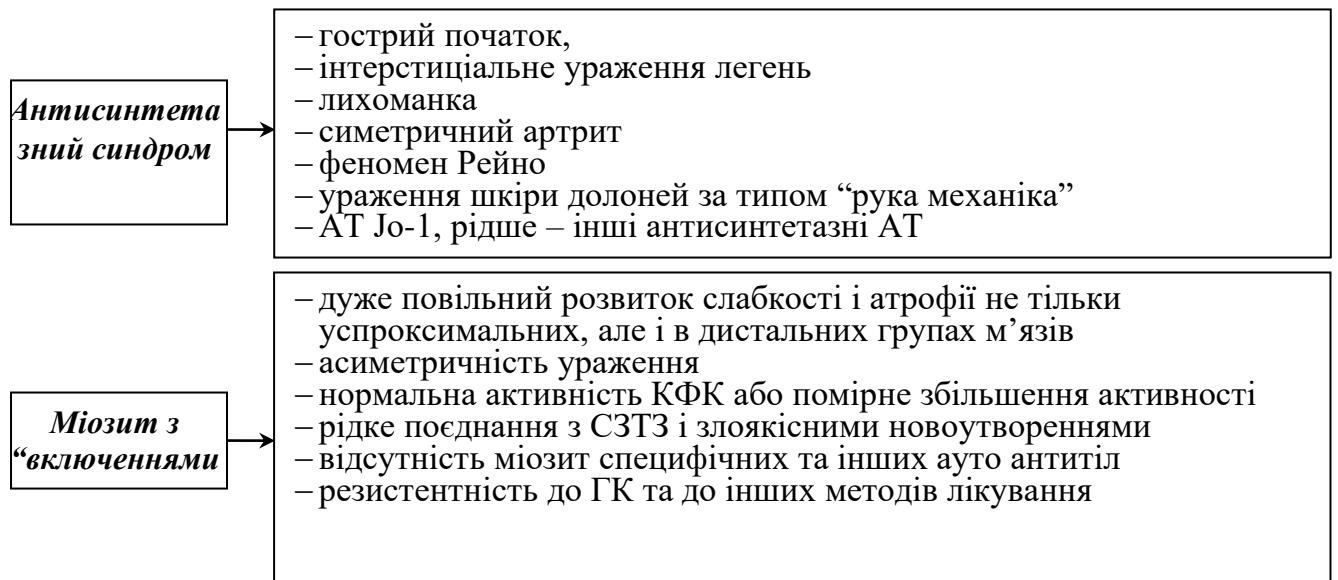 Антисинтета
зний синдром
– гострий початок,
– інтерстиціальне ураження легень
– лихоманка
– симетричний артрит
– феномен Рейно
– ураження шкіри долоней за типом “рука механіка”
– АТ Jo-1, рідше – інші антисинтетазні АТ
Міозит з
“включеннями
– дуже повільний розвиток слабкості і атрофії не тільки
успроксимальних, але і в дистальних групах м’язів
– асиметричність ураження
– нормальна активність КФК або помірне збільшення активності
– рідке поєднання з СЗТЗ і злоякісними новоутвореннями
– відсутність міозит специфічних та інших ауто антитіл
– резистентність до ГК та до інших методів лікування